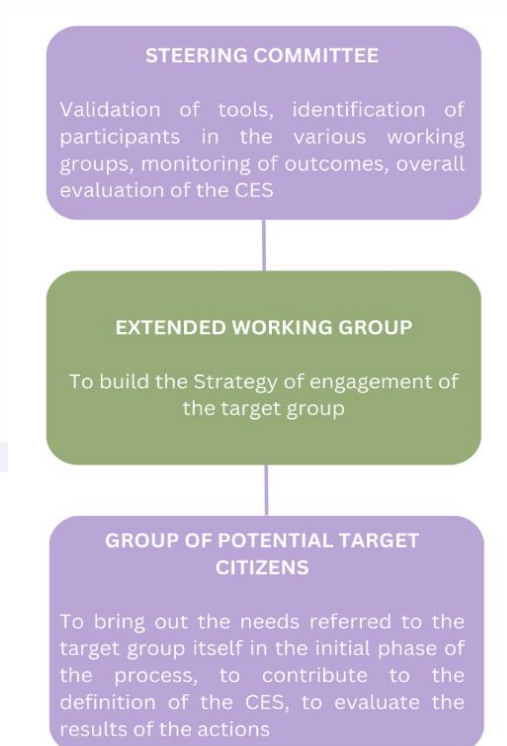 STEERING COMMITTEE
Validation of tools, identification of
participants in the various working
groups, monitoring of outcomes, overall
evaluation of the CES
EXTENDED WORKING GROUP
To build the Strategy of engagement of
the target group
GROUP OF POTENTIAL TARGET
CITIZENS
To bring out the needs referred to the
target group itself in the initial phase of
the process, to contribute to the
definition of the CES, to evaluate the
results of the actions